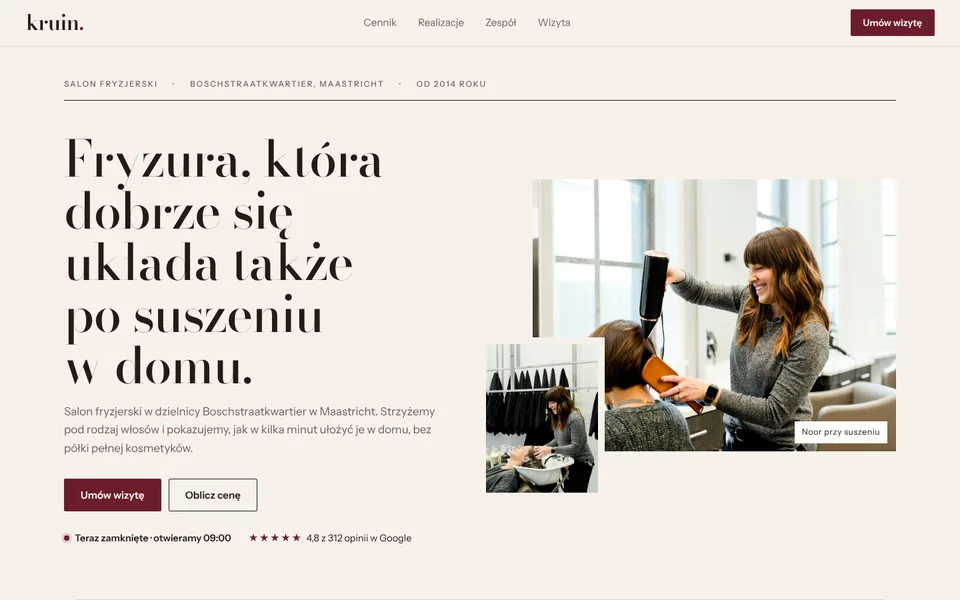 kruin.
Cennik Realizacje Zespół Wizyta
Umów wizytę
SALON FRYZJERSKI · BOSCHSTRAATKWARTIER, MAASTRICHT · OD 2014 ROKU
Fryzura, która
dobrze się
układa także
po suszeniu
w domu.
Salon fryzjerski w dzielnicy Boschstraatkwartier w Maastricht. Strzyżemy
pod rodzaj włosów i pokazujemy, jak w kilka minut ułożyć je w domu, bez
półki pełnej kosmetyków.
Umów wizytę
Oblicz cenę
Teraz zamknięte · otwieramy 09:00
★★★★★ 4,8 z 312 opinii w Google
Noor przy suszeniu